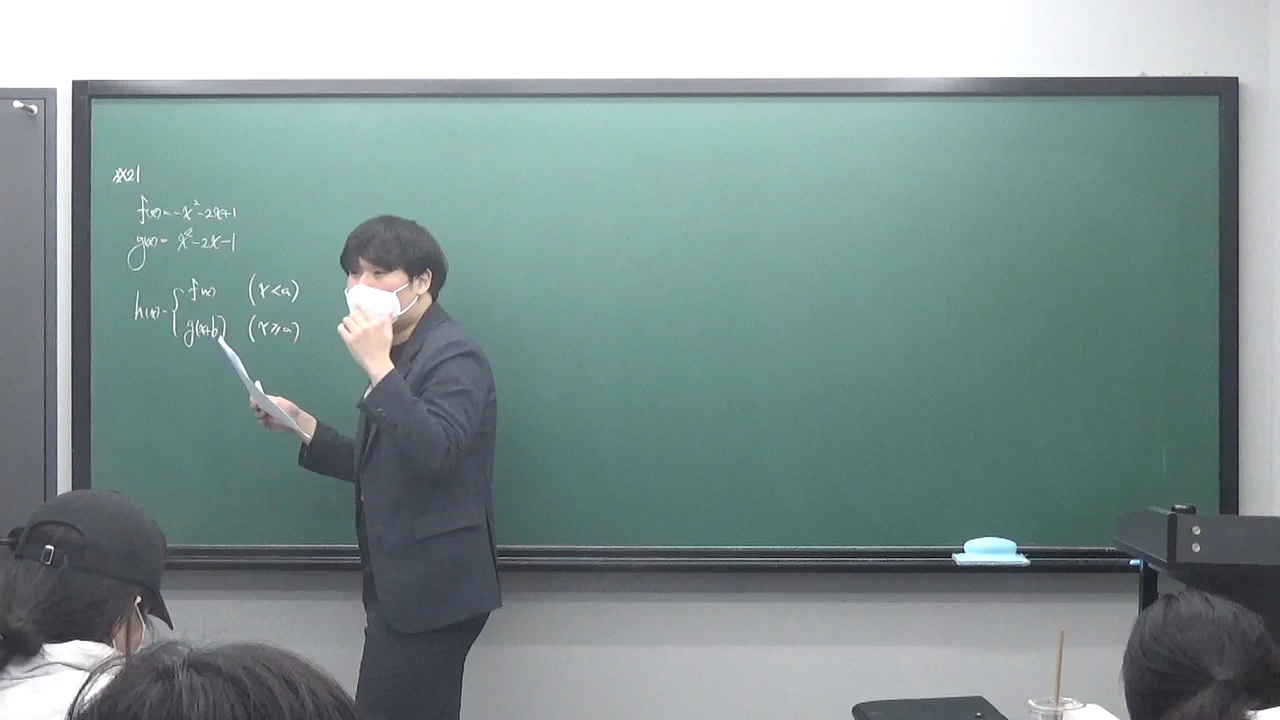 ※21
f(x)=-x²-2x+1
g(x)= x²-2x-1
h(x)= { f(x) (x<a)
g(x+b) (x≥a)